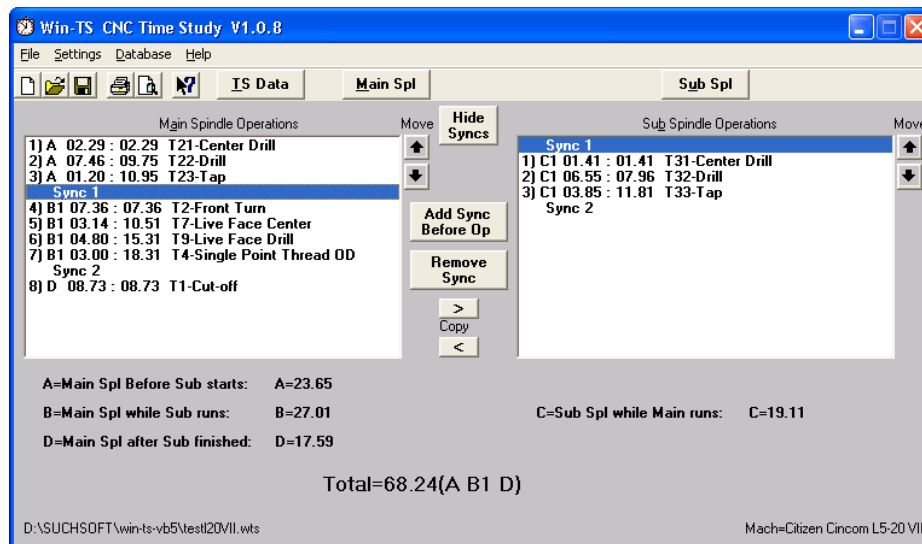 Win-TS CNC Time Study V1.0.8
File Settings Database Help
TS Data Main Spl Sub Spl
Main Spindle Operations Move Hide Syncs Sub Spindle Operations Move
1) A 02.29 : 02.29 T21-Center Drill
2) A 07.46 : 09.75 T22-Drill
3) A 01.20 : 10.95 T23-Tap
Sync 1
4) B1 07.36 : 07.36 T2-Front Turn
5) B1 03.14 : 10.51 T7-Live Face Center
6) B1 04.80 : 15.31 T9-Live Face Drill
7) B1 03.00 : 18.31 T4-Single Point Thread OD
Sync 2
8) D 08.73 : 08.73 T1-Cut-off
Add Sync
Before Op
Remove
Sync
>
Copy
<
Sync 1
1) C1 01.41 : 01.41 T31-Center Drill
2) C1 06.55 : 07.96 T32-Drill
3) C1 03.85 : 11.81 T33-Tap
Sync 2
A=Main Spl Before Sub starts: A=23.65
B=Main Spl while Sub runs: B=27.01 C=Sub Spl while Main runs: C=19.11
D=Main Spl after Sub finished: D=17.59
Total=68.24(A B1 D)
D:\SUCHSOFT\win-ts-vb5\testl20VII.wts Mach=Citizen Cincom L5-20 VII